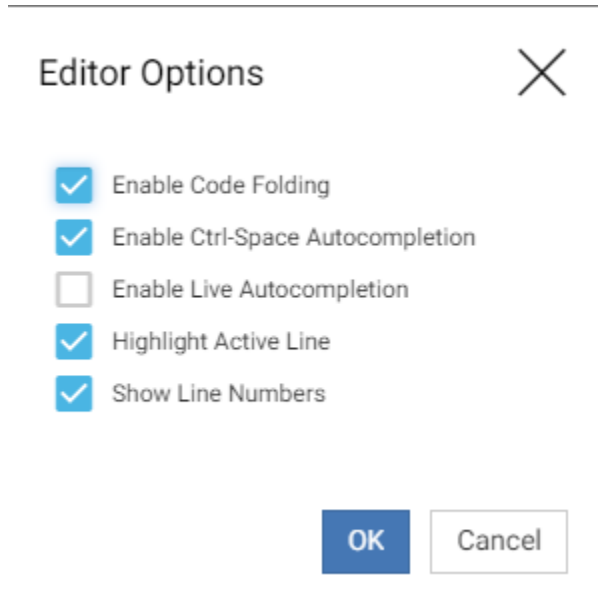 Editor Options
Enable Code Folding
Enable Ctrl-Space Autocompletion
Enable Live Autocompletion
Highlight Active Line
Show Line Numbers
OK Cancel